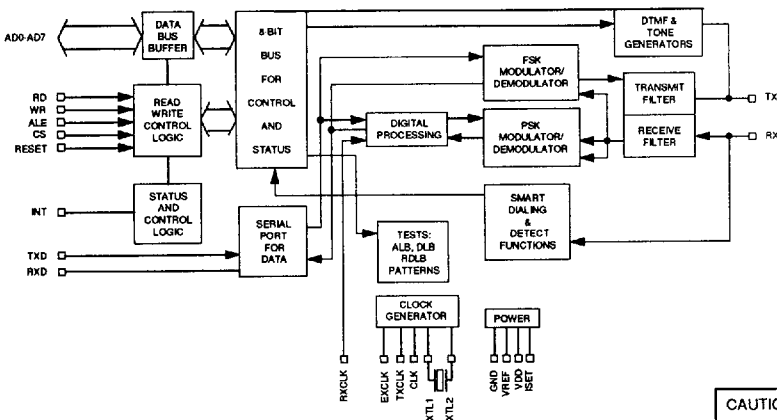 AD0-AD7
DATA
BUS
BUFFER
8-BIT
BUS
FOR
CONTROL
AND
STATUS
DTMF &
TONE
GENERATORS
RD
WR
ALE
CS
RESET
READ
WRITE
CONTROL
LOGIC
FSK
MODULATOR/
DEMODULATOR
TRANSMIT
FILTER
RECEIVE
FILTER
TX
RX
DIGITAL
PROCESSING
PSK
MODULATOR/
DEMODULATOR
INT
STATUS
AND
CONTROL
LOGIC
SMART
DIALING
&
DETECT
FUNCTIONS
TXD
RXD
SERIAL
PORT
FOR
DATA
TESTS:
ALB, DLB
RDLB
PATTERNS
CLOCK
GENERATOR
POWER
RXCLK
EXCLK
TXCLK
CLK
XTL1
XTL2
GND
VREF
VDD
ISET
CAUTIO